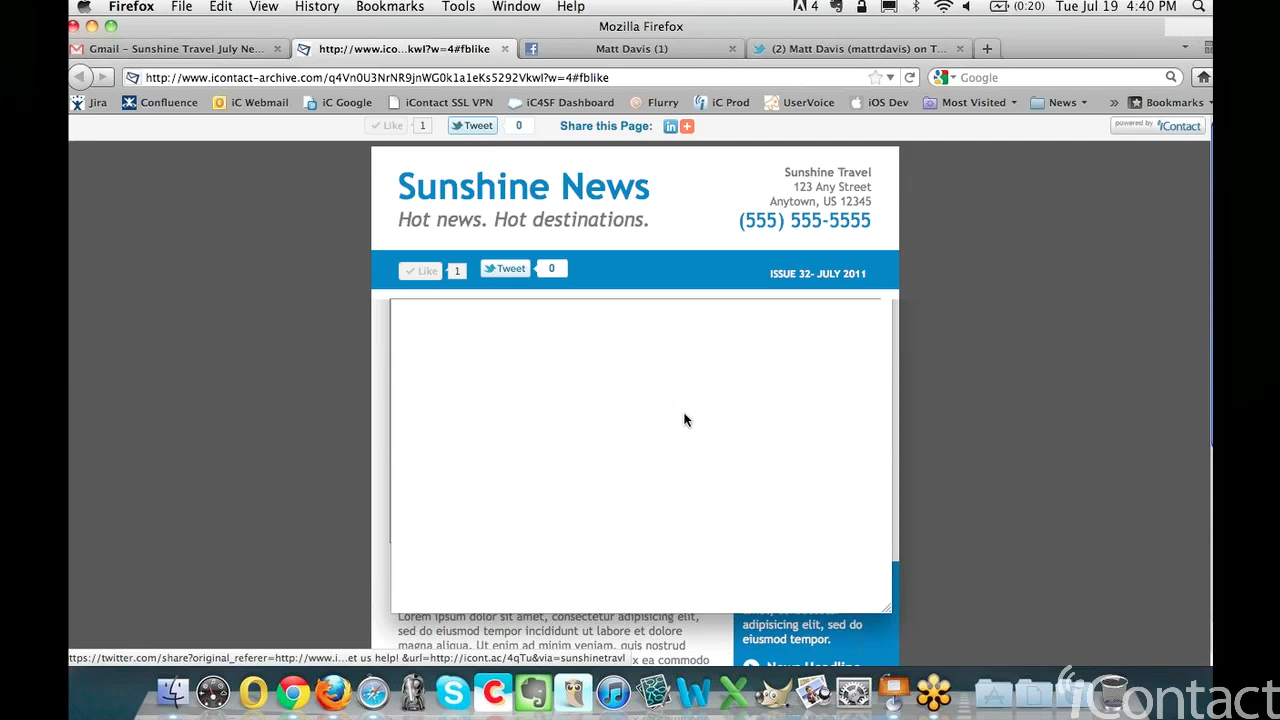 Firefox File Edit View History Bookmarks Tools Window Help 4 (0:20) Tue Jul 19 4:40 PM
Mozilla Firefox
Gmail – Sunshine Travel July Ne... http://www.ico...kwl?w=4#fblike Matt Davis (1) (2) Matt Davis (mattrdavis) on T...
http://www.icontact-archive.com/q4Vn0U3NrNR9jnWG0k1a1eKs5292Vkwl?w=4#fblike Google
Jira Confluence iC Webmail iC Google iContact SSL VPN iC4SF Dashboard Flurry iC Prod UserVoice iOS Dev Most Visited News » Bookmarks
Like 1 Tweet 0 Share this Page: powered by iContact
Sunshine News
Hot news. Hot destinations.
Sunshine Travel
123 Any Street
Anytown, US 12345
(555) 555-5555
Like 1 Tweet 0 ISSUE 32- JULY 2011
Lorem ipsum dolor sit amet, consectetur adipisicing elit,
sed do eiusmod tempor incididunt ut labore et dolore
magna aliqua. Ut enim ad minim veniam, quis nostrud
ex ea commodo
adipisicing elit, sed do
eiusmod tempor.
News Headline
ttps://twitter.com/share?original_referer=http://www.i...et us help! &url=http://icont.ac/4qTu&via=sunshinetravl
iContact